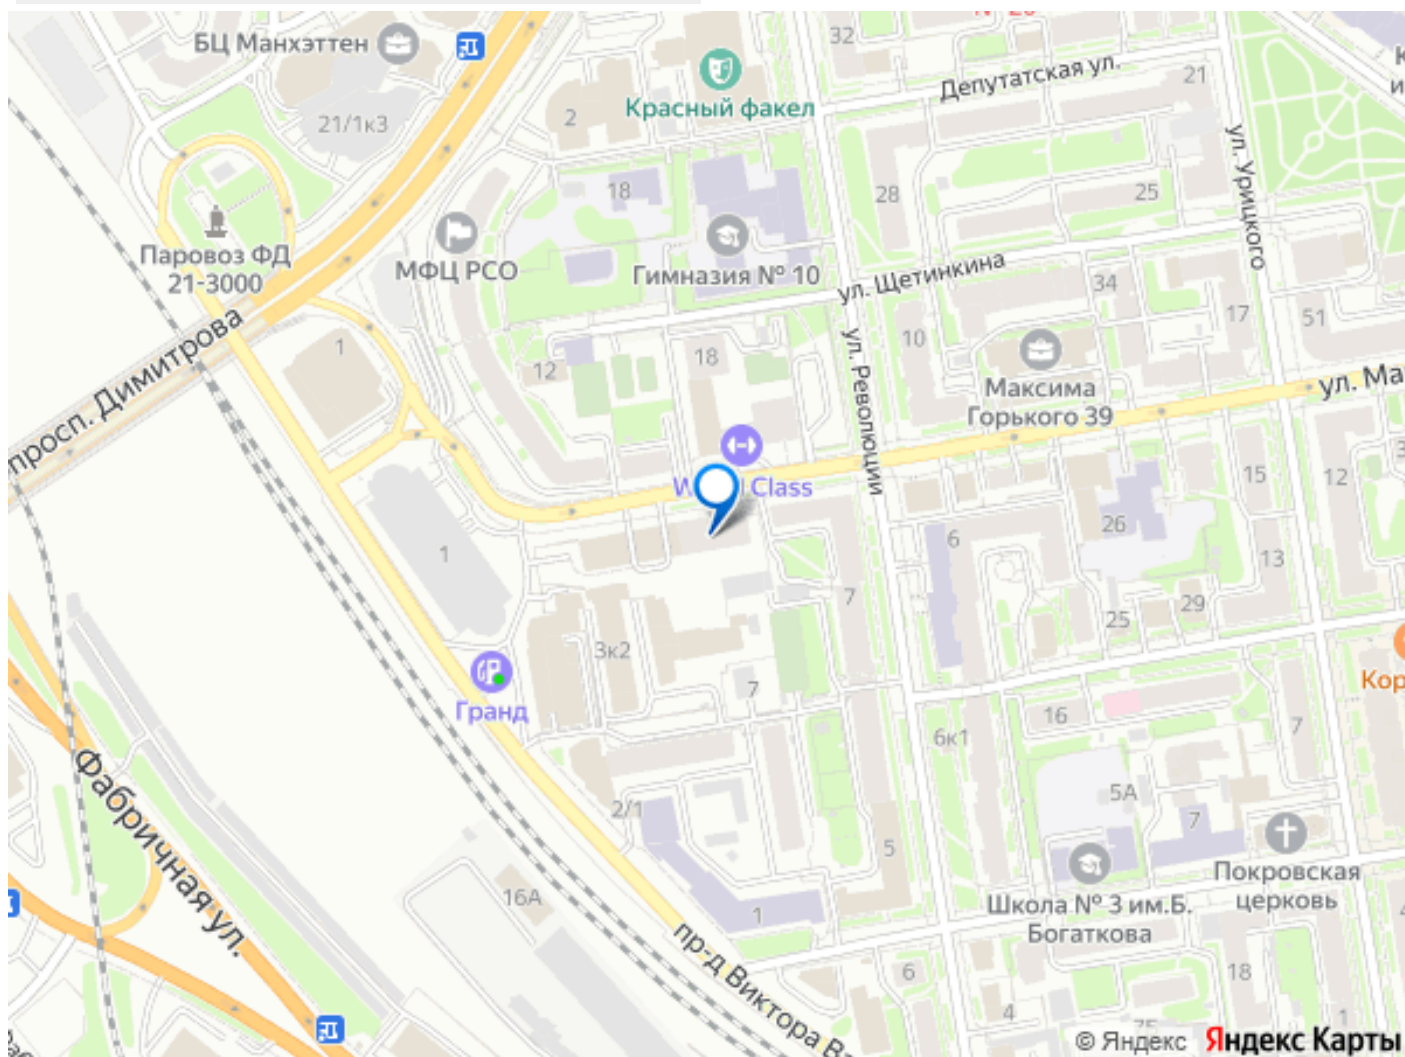 БЦ Манхэттен
32
Депутатская ул.
21
Красный факел
2
21/1к3
18
28
25
ул. Урицкого
Паровоз ФД
21-3000
МФЦ РСО
Гимназия № 10
ул. Щетинкина
34
17
51
1
просп. Димитрова
12
18
10
ул. Революции
Максима
Горького 39
ул. Ма
Class
15
12
26
6
13
1
7
25
29
3к2
7
Гранд
Кор
16
6к1
7
Фабричная ул.
2/1
5А
7
5
Покровская
церковь
16А
1
Школа № 3 им.Б.
Богаткова
пр-д Виктора Ва
6
18
4
1
© Яндекс Яндекс Карты